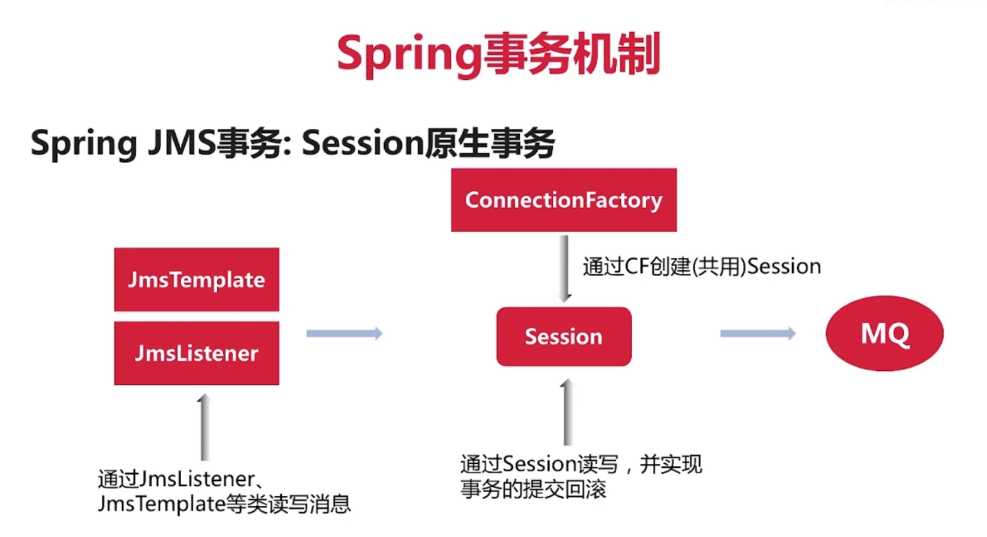 Spring事务机制
Spring JMS事务: Session原生事务
ConnectionFactory
通过CF创建(共用)Session
JmsTemplate
JmsListener
Session
MQ
通过JmsListener、
JmsTemplate等类读写消息
通过Session读写，并实现
事务的提交回滚